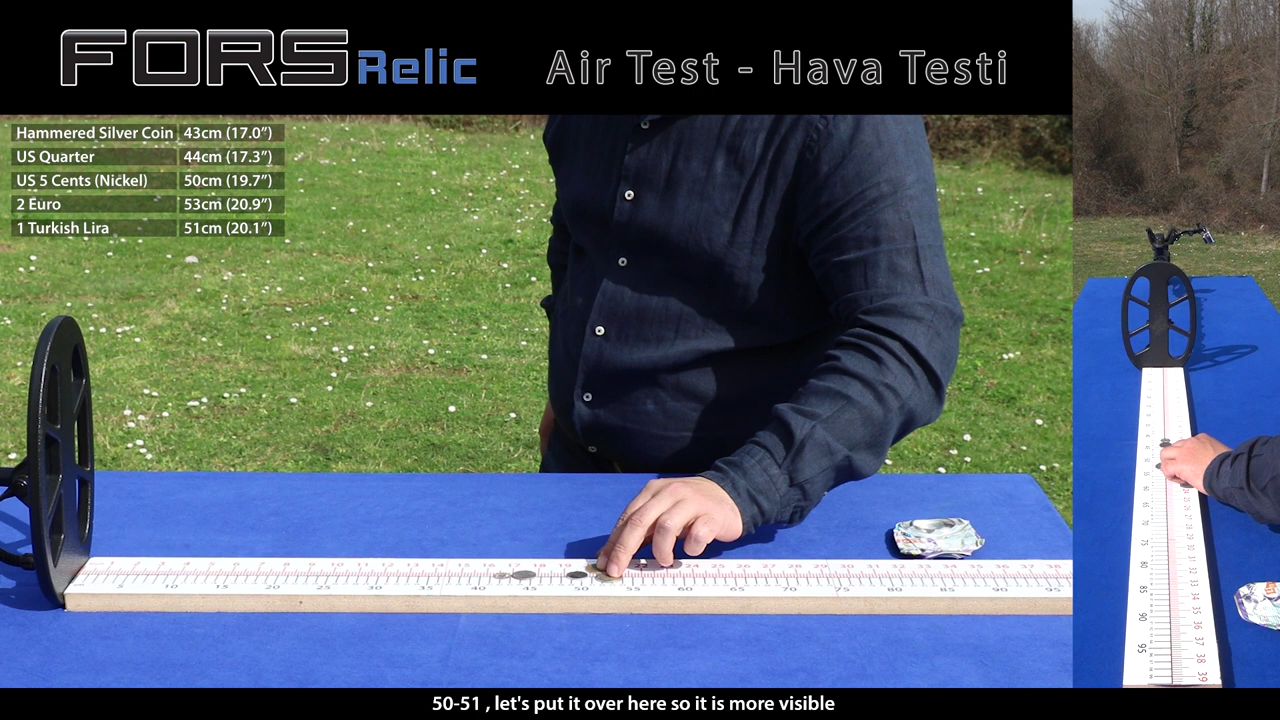 FORS Relic Air Test - Hava Testi
Hammered Silver Coin 43cm (17.0”)
US Quarter 44cm (17.3”)
US 5 Cents (Nickel) 50cm (19.7”)
2 Euro 53cm (20.9”)
1 Turkish Lira 51cm (20.1”)
50-51 , let's put it over here so it is more visible